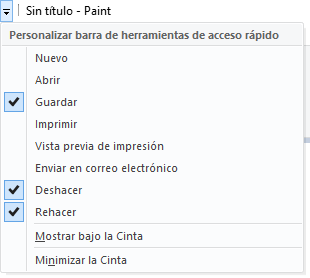 Sin título - Paint
Personalizar barra de herramientas de acceso rápido
Nuevo
Abrir
Guardar
Imprimir
Vista previa de impresión
Enviar en correo electrónico
Deshacer
Rehacer
Mostrar bajo la Cinta
Minimizar la Cinta